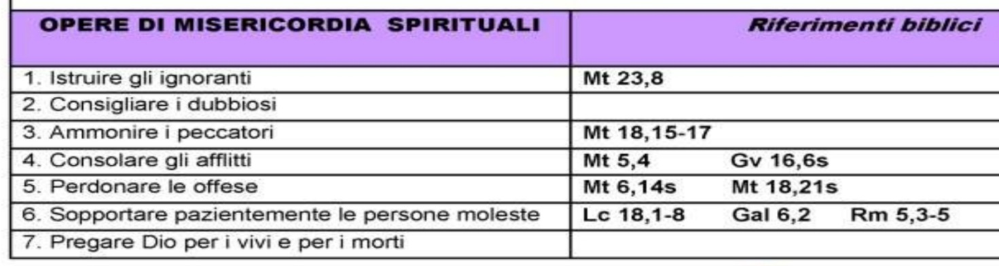 OPERE DI MISERICORDIA SPIRITUALI Riferimenti biblici
1. Istruire gli ignoranti Mt 23,8
2. Consigliare i dubbiosi
3. Ammonire i peccatori Mt 18,15-17
4. Consolare gli afflitti Mt 5,4 Gv 16,6s
5. Perdonare le offese Mt 6,14s Mt 18,21s
6. Sopportare pazientemente le persone moleste Lc 18,1-8 Gal 6,2 Rm 5,3-5
7. Pregare Dio per i vivi e per i morti